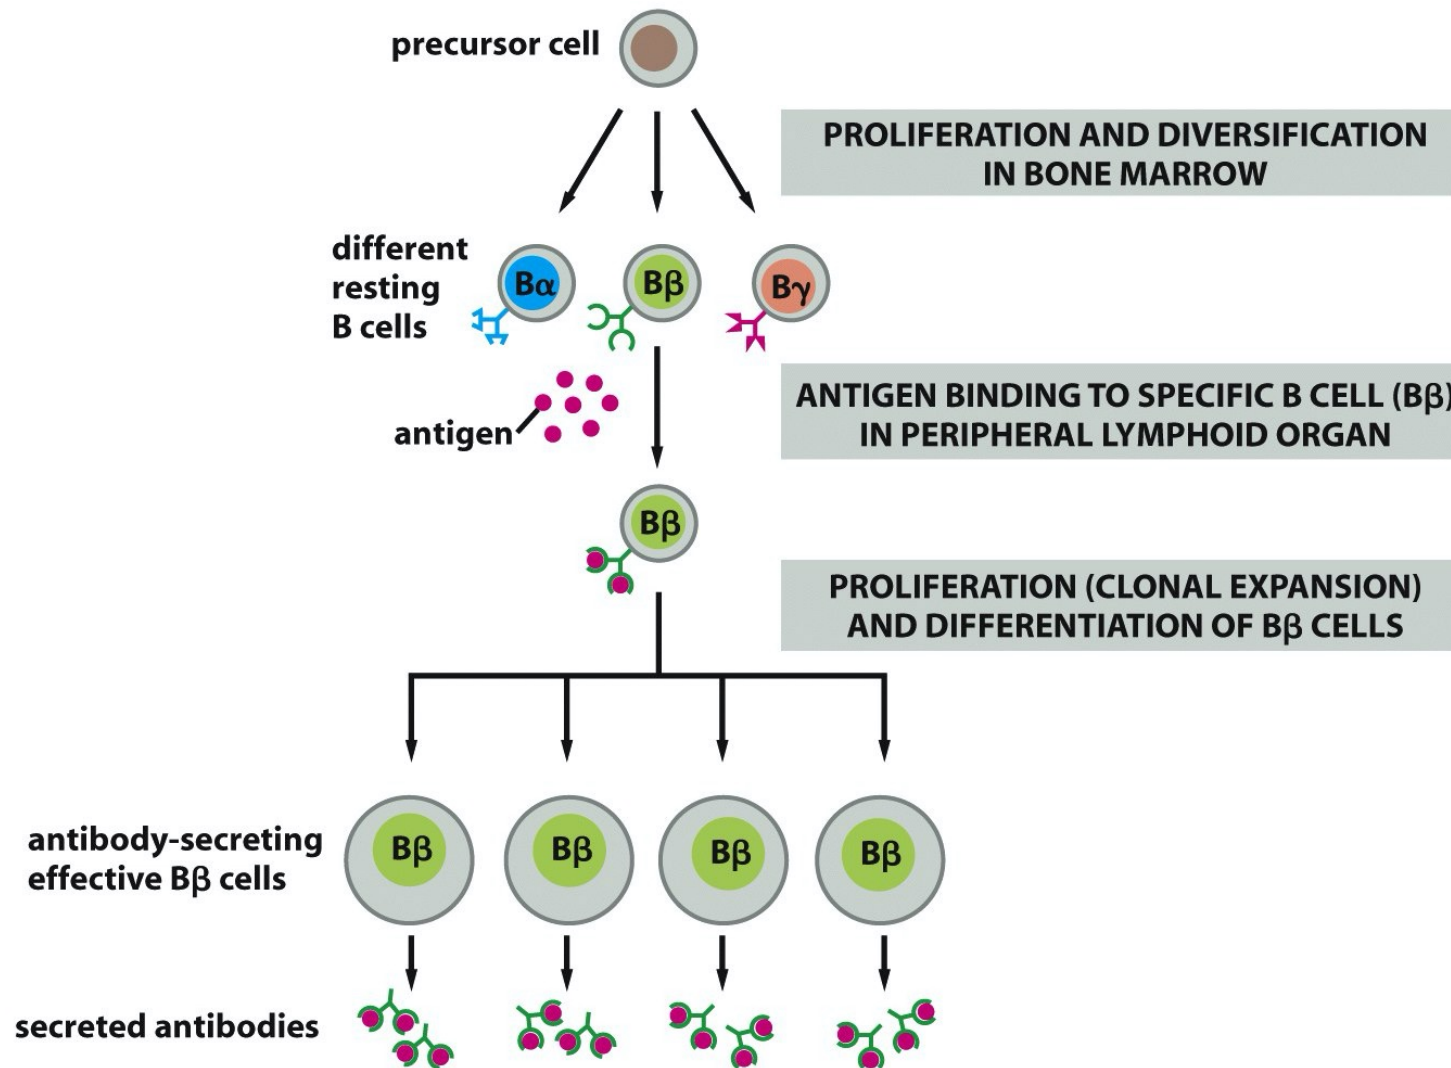 precursor cell
PROLIFERATION AND DIVERSIFICATION
IN BONE MARROW
different
resting
B cells
Bα
Bβ
Bγ
antigen
ANTIGEN BINDING TO SPECIFIC B CELL (Bβ)
IN PERIPHERAL LYMPHOID ORGAN
Bβ
PROLIFERATION (CLONAL EXPANSION)
AND DIFFERENTIATION OF Bβ CELLS
antibody-secreting
effective Bβ cells
Bβ
Bβ
Bβ
Bβ
secreted antibodies